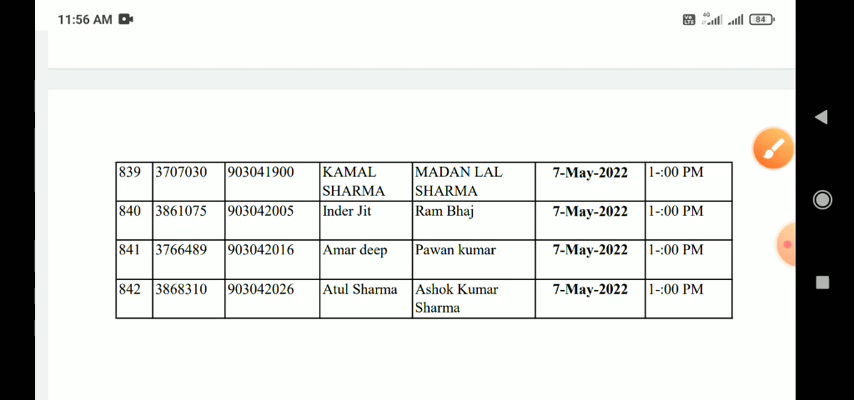 11:56 AM
4G
84
839 3707030 903041900 KAMAL SHARMA MADAN LAL SHARMA 7-May-2022 1-:00 PM
840 3861075 903042005 Inder Jit Ram Bhaj 7-May-2022 1-:00 PM
841 3766489 903042016 Amar deep Pawan kumar 7-May-2022 1-:00 PM
842 3868310 903042026 Atul Sharma Ashok Kumar Sharma 7-May-2022 1-:00 PM